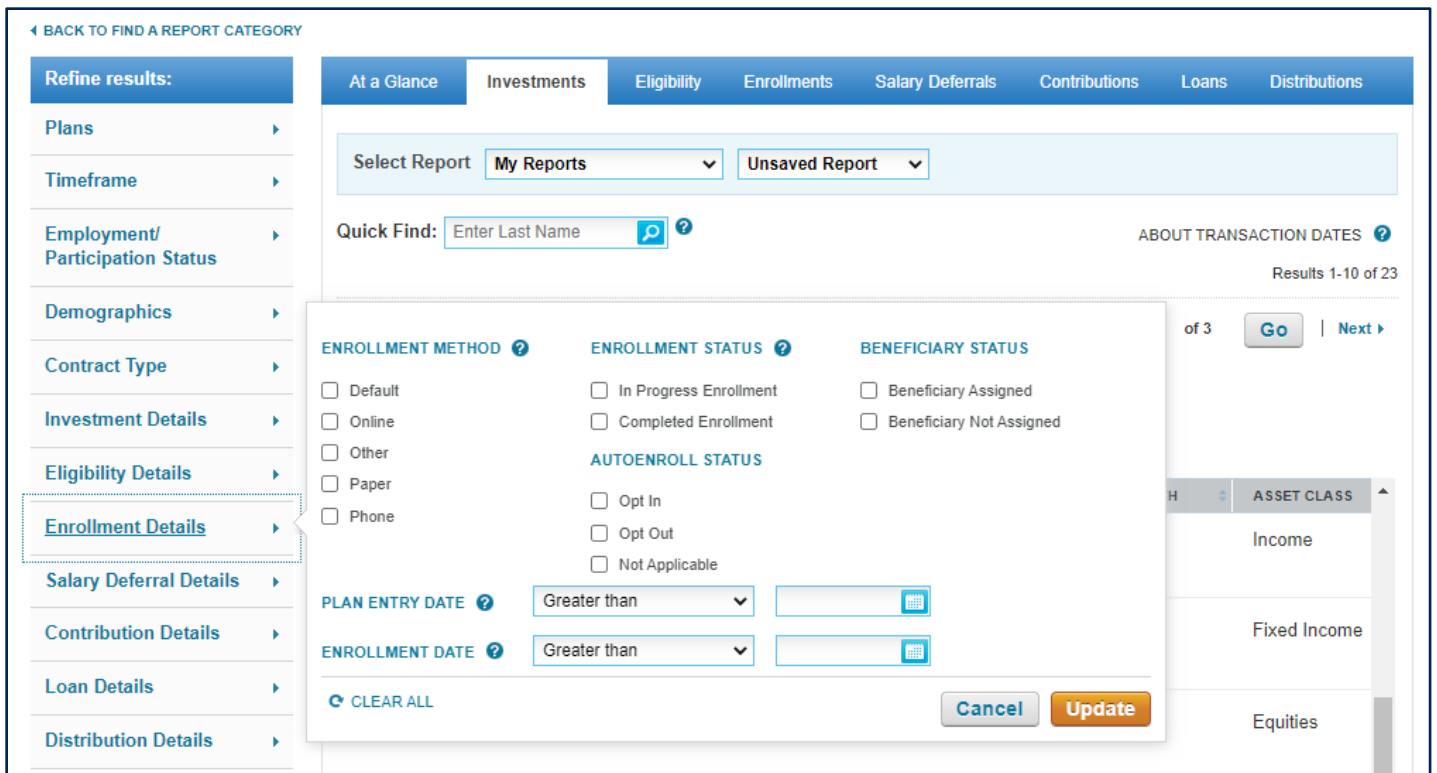 BACK TO FIND A REPORT CATEGORY
Refine results:
Plans
Timeframe
Employment/
Participation Status
Demographics
Contract Type
Investment Details
Eligibility Details
Enrollment Details
Salary Deferral Details
Contribution Details
Loan Details
Distribution Details
At a Glance Investments Eligibility Enrollments Salary Deferrals Contributions Loans Distributions
Select Report My Reports Unsaved Report
Quick Find: Enter Last Name ?
ABOUT TRANSACTION DATES ?
Results 1-10 of 23
of 3 Go | Next
ENROLLMENT METHOD ?
Default
Online
Other
Paper
Phone
ENROLLMENT STATUS ?
In Progress Enrollment
Completed Enrollment
AUTOENROLL STATUS
Opt In
Opt Out
Not Applicable
BENEFICIARY STATUS
Beneficiary Assigned
Beneficiary Not Assigned
PLAN ENTRY DATE ? Greater than
ENROLLMENT DATE ? Greater than
CLEAR ALL
Cancel Update
H ASSET CLASS
Income
Fixed Income
Equities